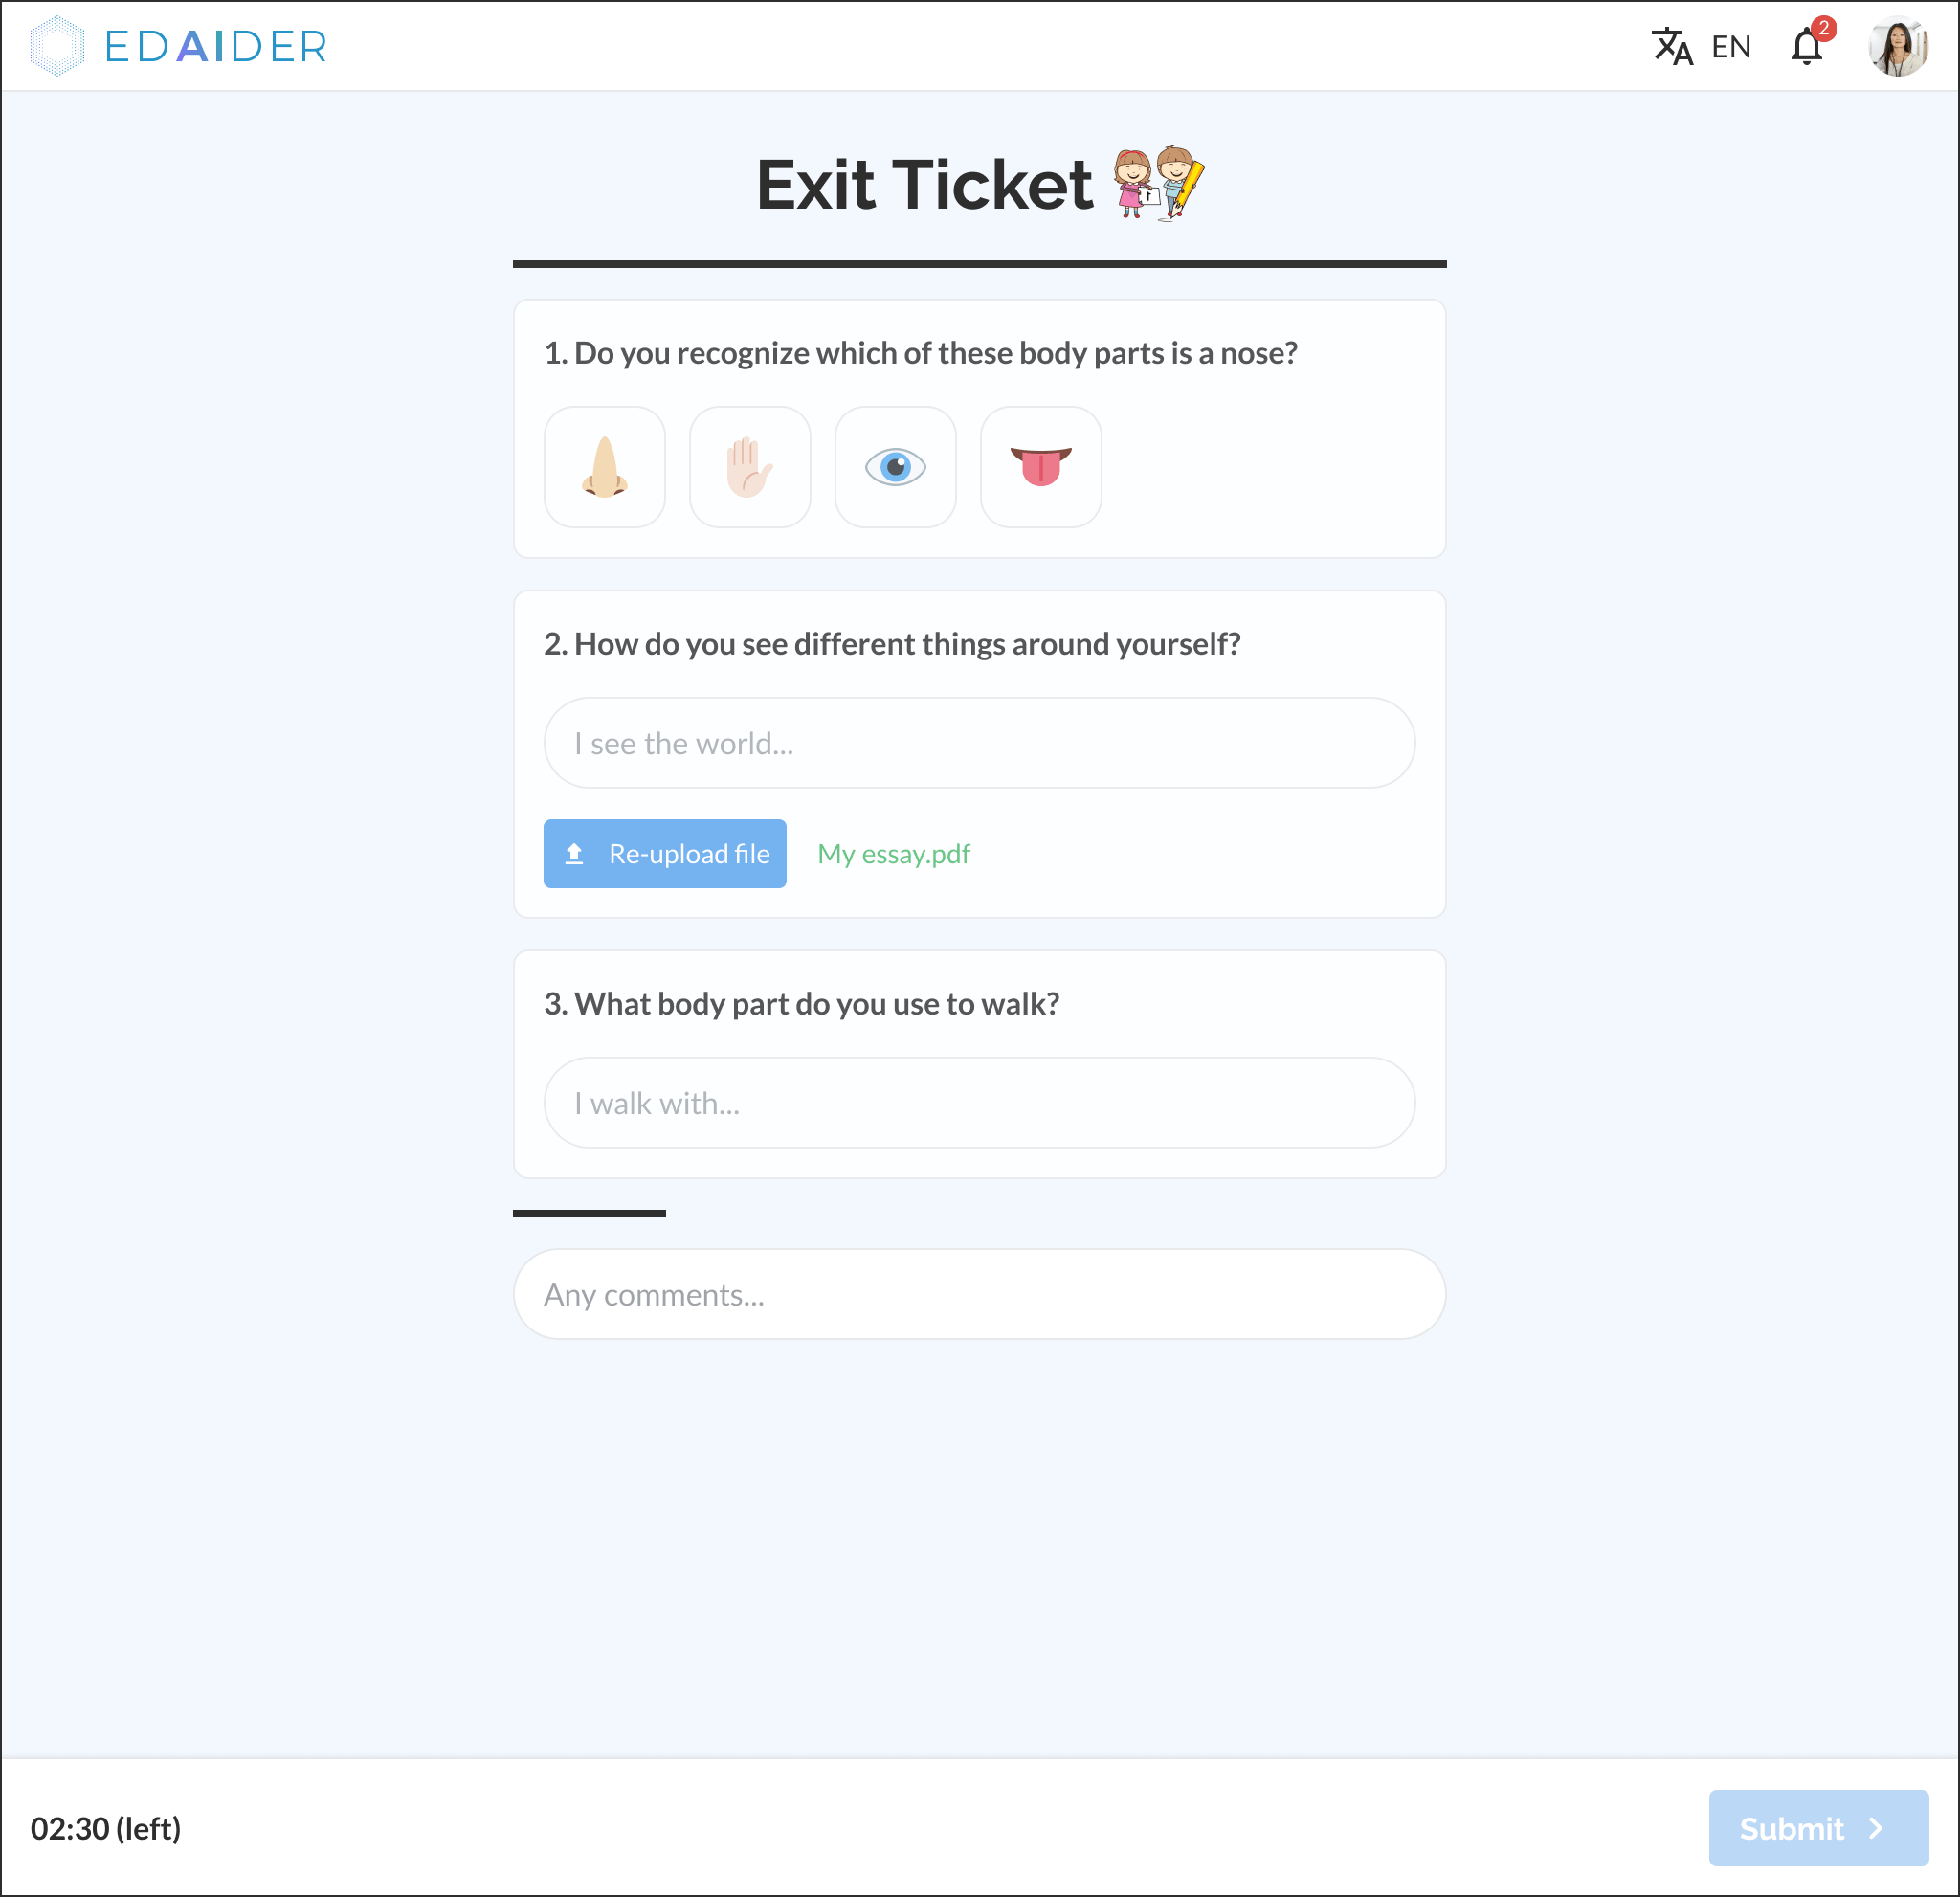 EDAIDER
EN
2
Exit Ticket
1. Do you recognize which of these body parts is a nose?
2. How do you see different things around yourself?
I see the world...
Re-upload file
My essay.pdf
3. What body part do you use to walk?
I walk with...
Any comments...
02:30 (left)
Submit